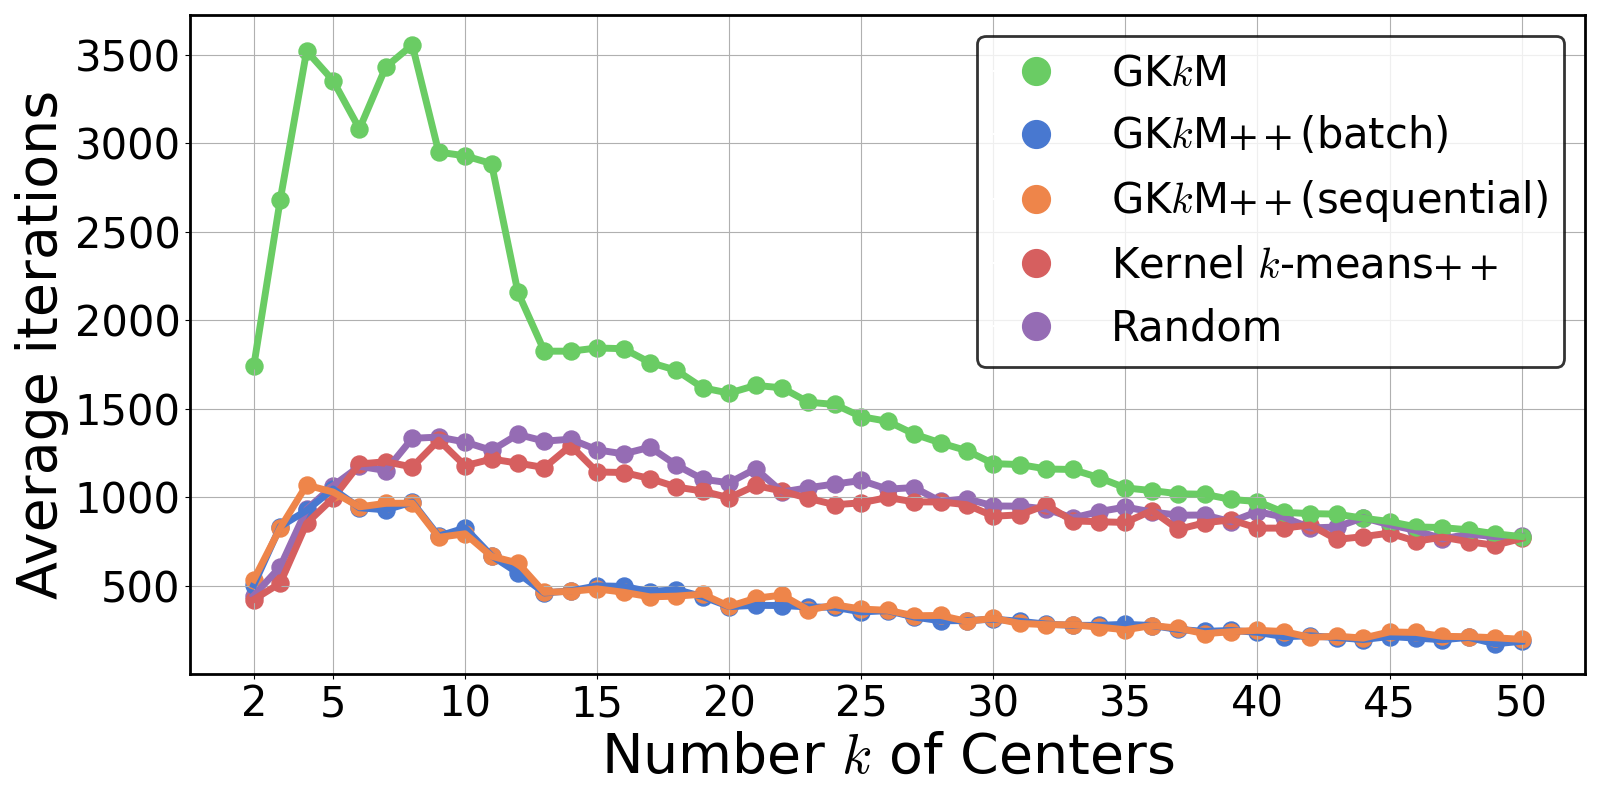 3500
3000
2500
2000
1500
1000
500
Average iterations
GKkM
GKkM++(batch)
GKkM++(sequential)
Kernel k-means++
Random
2 5 10 15 20 25 30 35 40 45 50
Number k of Centers